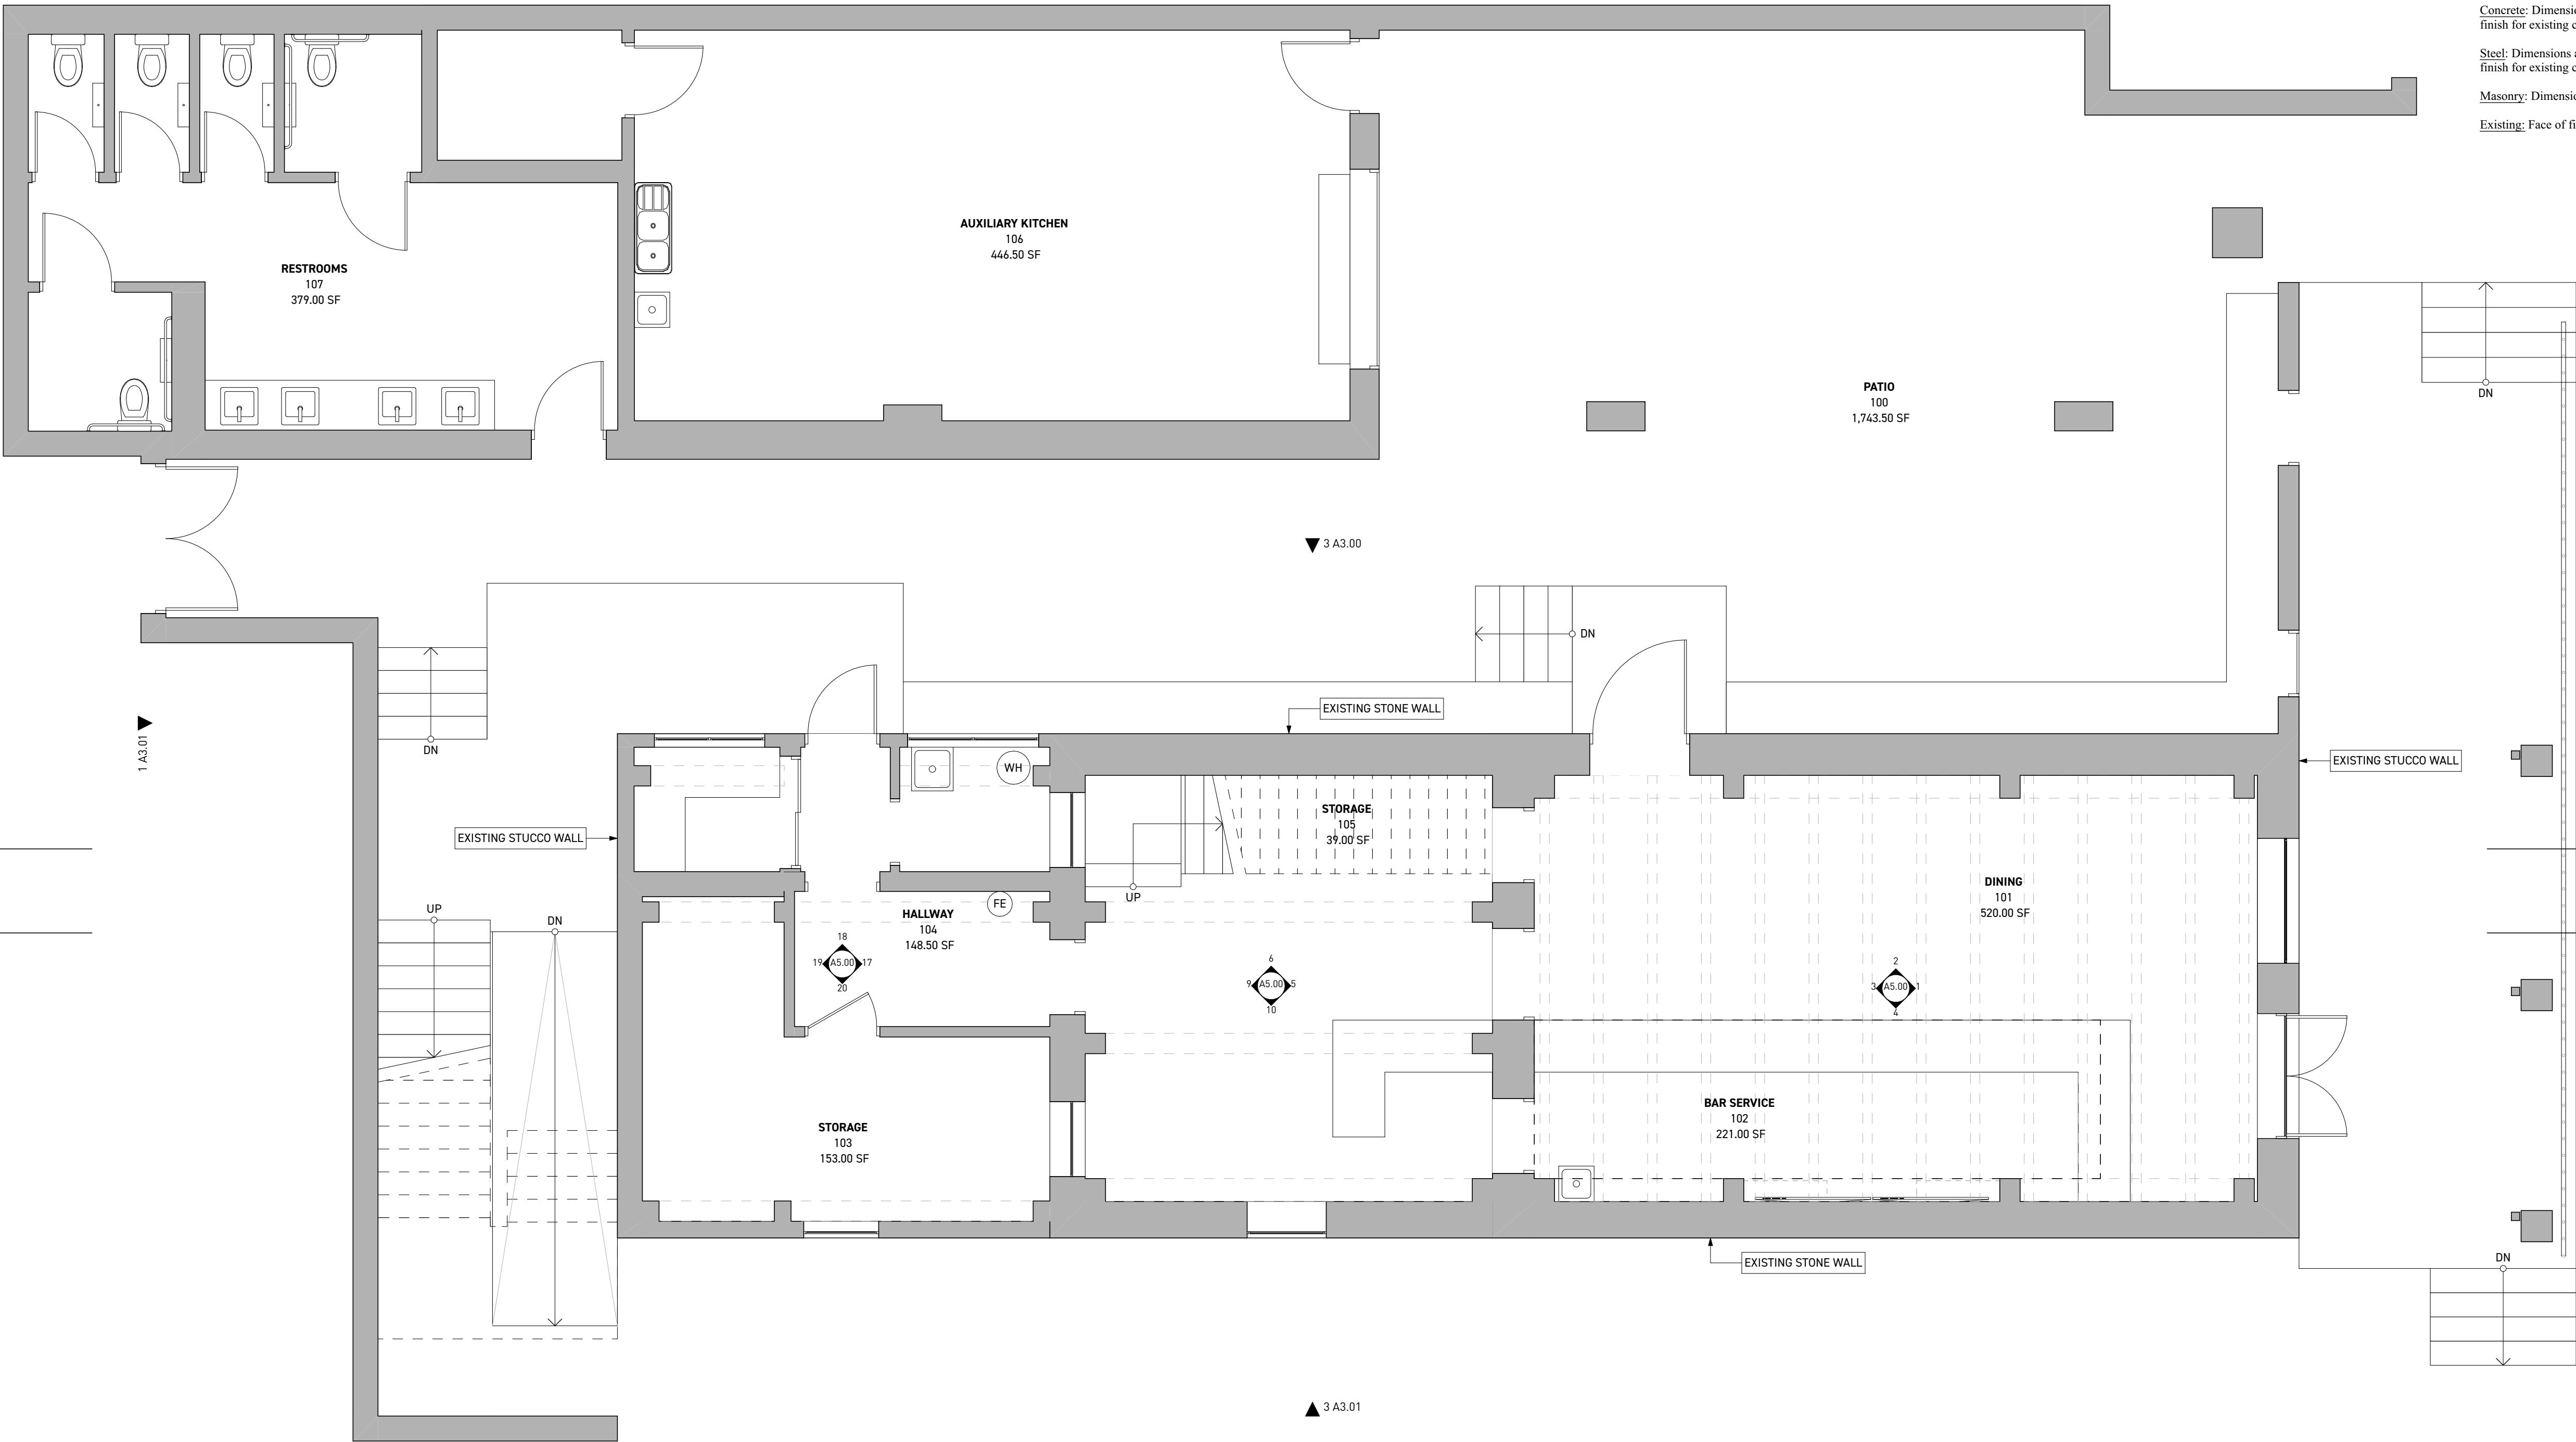 Concrete: Dimensi
finish for existing c
Steel: Dimensions a
finish for existing c
Masonry: Dimensi
Existing: Face of fi
AUXILIARY KITCHEN
106
446.50 SF
RESTROOMS
107
379.00 SF
PATIO
100
1,743.50 SF
DN
3 A3.00
DN
EXISTING STONE WALL
1 A3.01
DN
EXISTING STUCCO WALL
WH
STORAGE
105
39.00 SF
EXISTING STUCCO WALL
UP
FE
DINING
101
520.00 SF
UP
DN
HALLWAY
104
148.50 SF
18
19 A5.00 17
20
6
9 A5.00 5
10
2
3 A5.00 1
4
BAR SERVICE
102
221.00 SF
STORAGE
103
153.00 SF
EXISTING STONE WALL
DN
3 A3.01